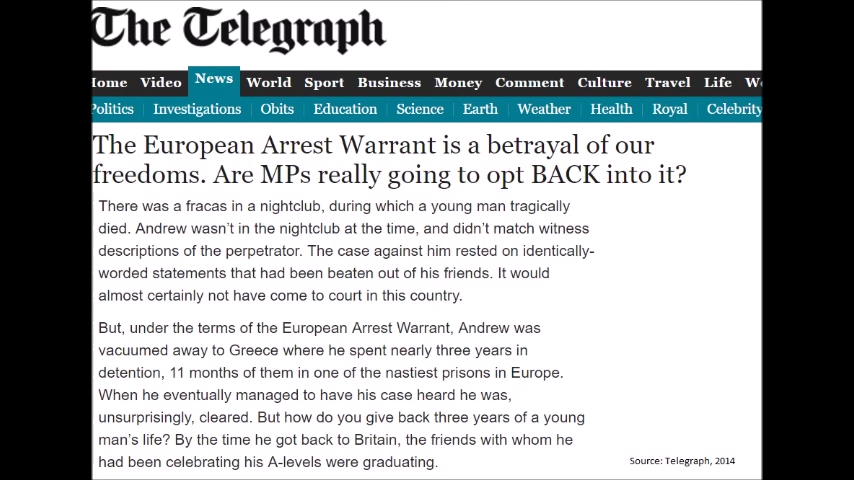 The Telegraph
Home Video News World Sport Business Money Comment Culture Travel Life
Politics Investigations Obits Education Science Earth Weather Health Royal Celebrity
The European Arrest Warrant is a betrayal of our
freedoms. Are MPs really going to opt BACK into it?
There was a fracas in a nightclub, during which a young man tragically
died. Andrew wasn’t in the nightclub at the time, and didn’t match witness
descriptions of the perpetrator. The case against him rested on identically-
worded statements that had been beaten out of his friends. It would
almost certainly not have come to court in this country.
But, under the terms of the European Arrest Warrant, Andrew was
vacuumed away to Greece where he spent nearly three years in
detention, 11 months of them in one of the nastiest prisons in Europe.
When he eventually managed to have his case heard he was,
unsurprisingly, cleared. But how do you give back three years of a young
man’s life? By the time he got back to Britain, the friends with whom he
had been celebrating his A-levels were graduating.
Source: Telegraph, 2014